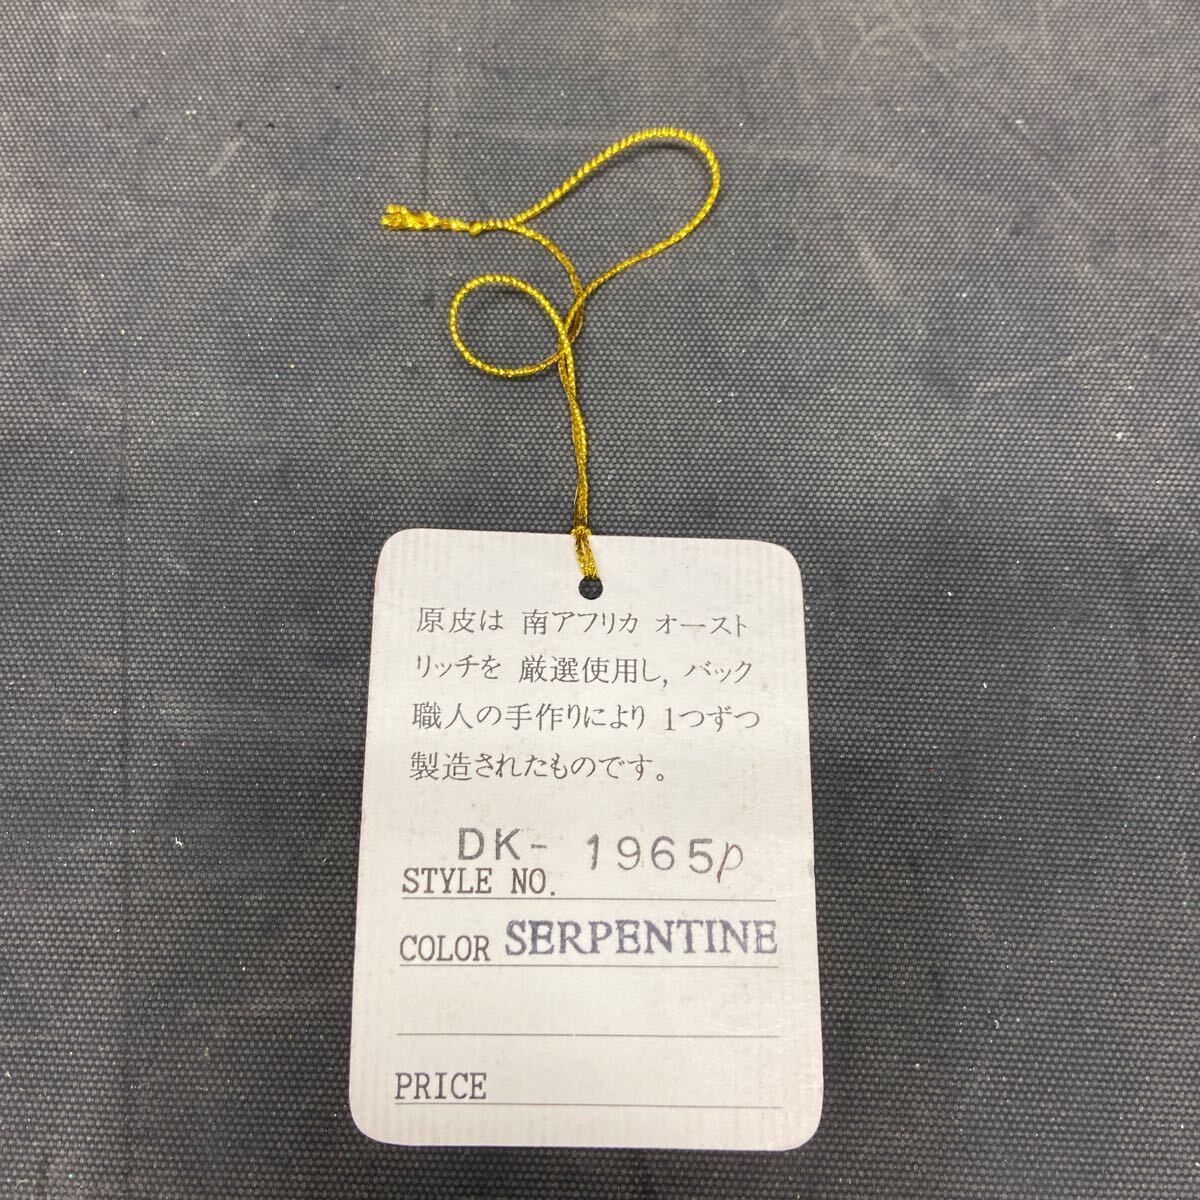 原皮は 南アフリカ オースト
リッチを 厳選使用し, バック
職人の手作りにより 1つずつ
製造されたものです。
DK- 1965p
STYLE NO.
COLOR SERPENTINE
PRICE